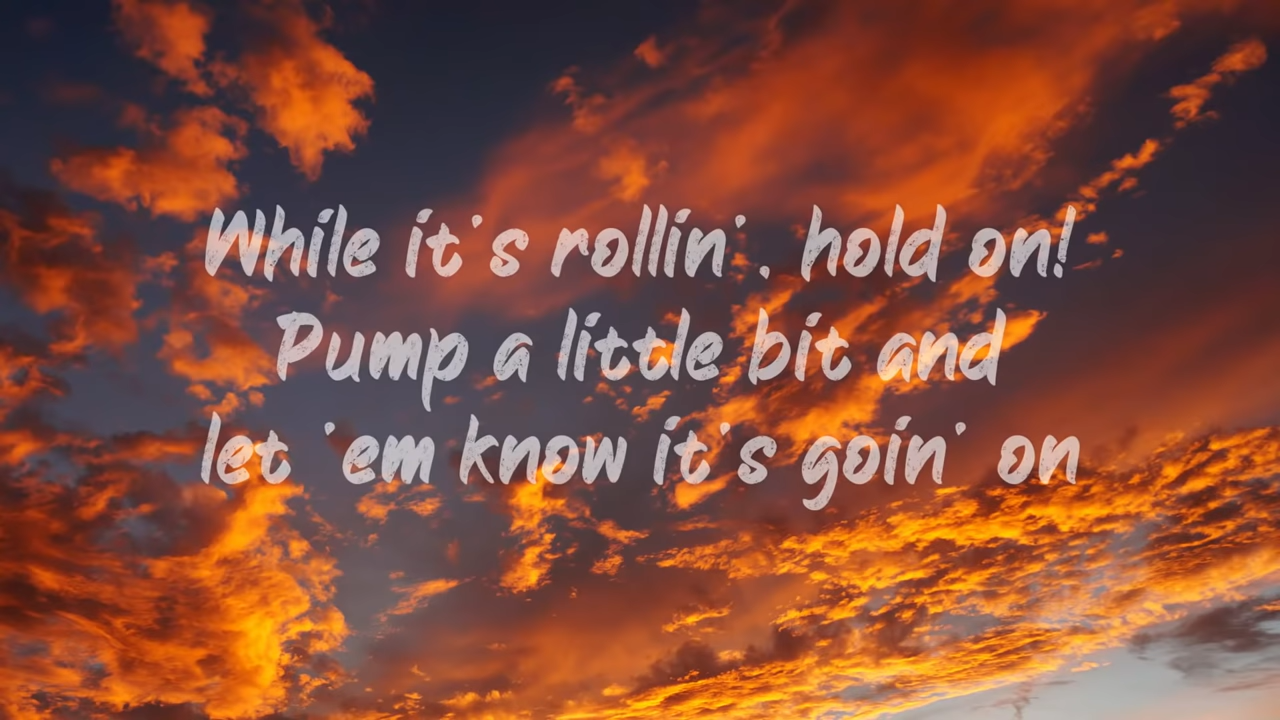 While it's rollin', hold on!
Pump a little bit and
let 'em know it's goin' on